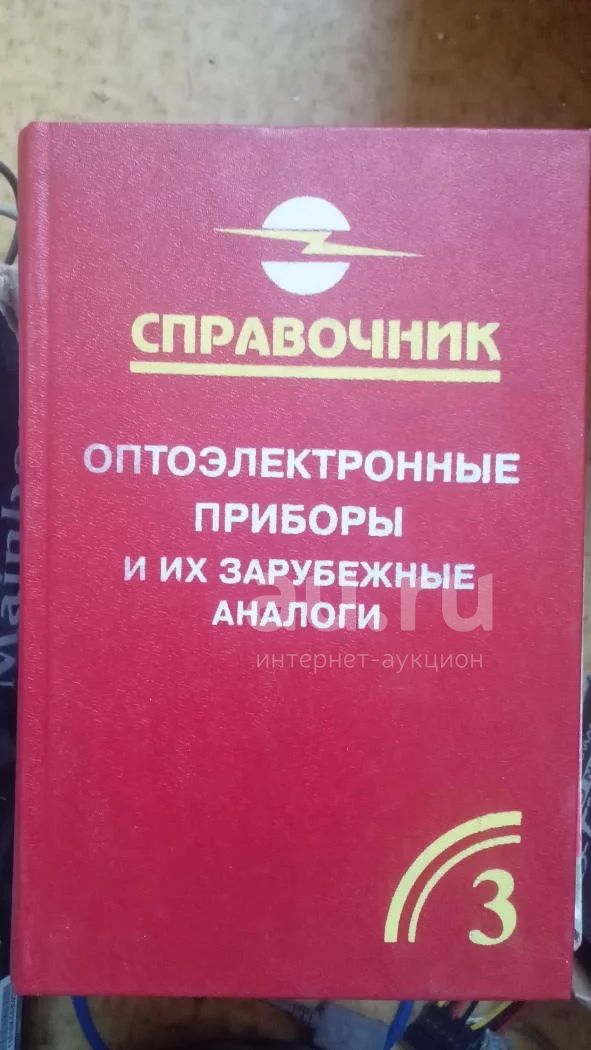 СПРАВОЧНИК
ОПТОЭЛЕКТРОННЫЕ
ПРИБОРЫ
И ИХ ЗАРУБЕЖНЫЕ
АНАЛОГИ
au.ru
интернет-аукцион
3